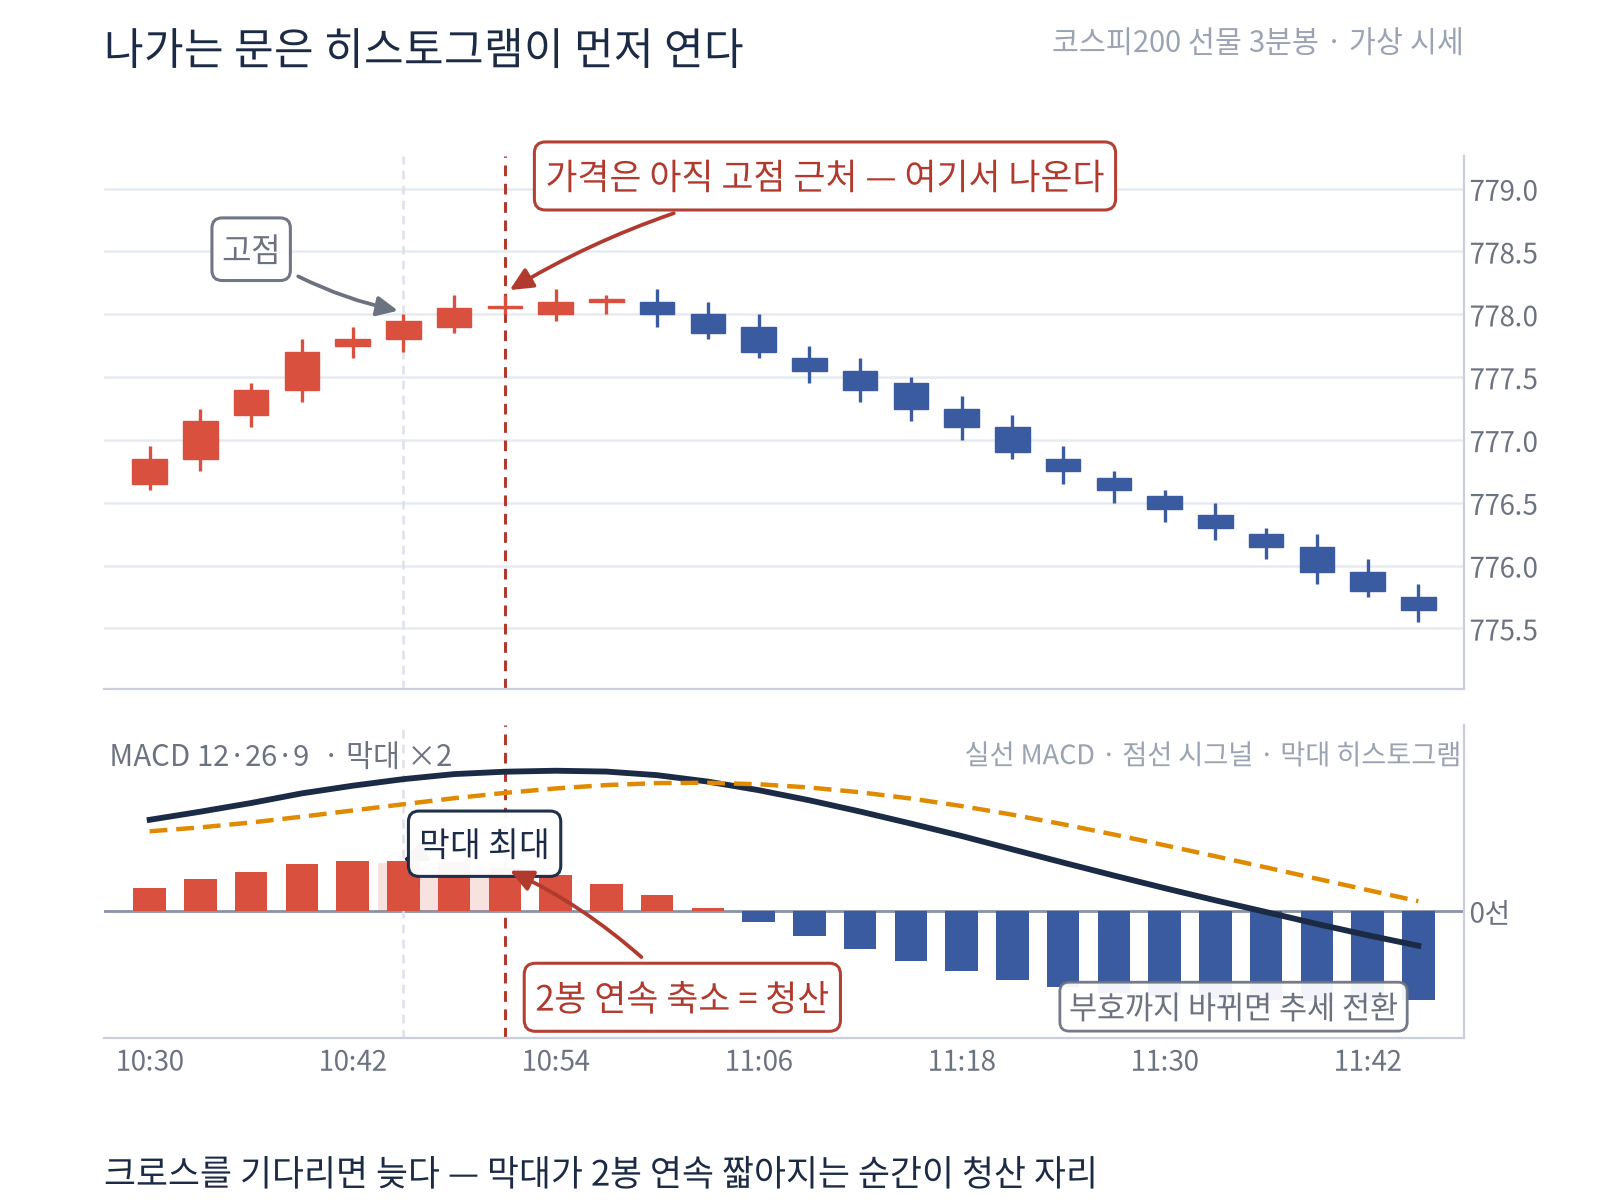 나가는 문은 히스토그램이 먼저 연다
코스피200 선물 3분봉 · 가상 시세
가격은 아직 고점 근처 — 여기서 나온다
고점
779.0
778.5
778.0
777.5
777.0
776.5
776.0
775.5
MACD 12·26·9 · 막대 ×2
실선 MACD · 점선 시그널 · 막대 히스토그램
막대 최대
0선
2봉 연속 축소 = 청산
부호까지 바뀌면 추세 전환
10:30 10:42 10:54 11:06 11:18 11:30 11:42
크로스를 기다리면 늦다 — 막대가 2봉 연속 짧아지는 순간이 청산 자리